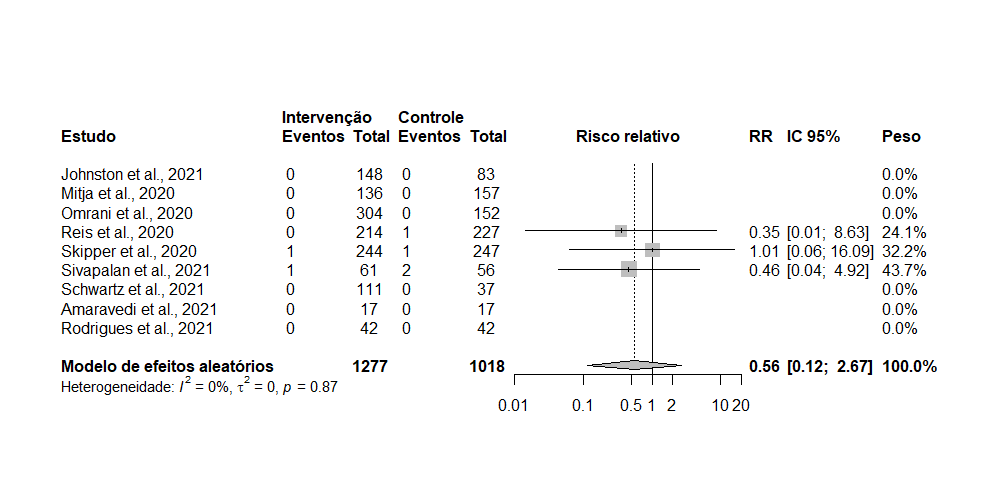 Intervenção Controle
Estudo Eventos Total Eventos Total Risco relativo RR IC 95% Peso
Johnston et al., 2021 0 148 0 83 0.0%
Mitja et al., 2020 0 136 0 157 0.0%
Omrani et al., 2020 0 304 0 152 0.0%
Reis et al., 2020 0 214 1 227 0.35 [0.01; 8.63] 24.1%
Skipper et al., 2020 1 244 1 247 1.01 [0.06; 16.09] 32.2%
Sivapalan et al., 2021 1 61 2 56 0.46 [0.04; 4.92] 43.7%
Schwartz et al., 2021 0 111 0 37 0.0%
Amaravedi et al., 2021 0 17 0 17 0.0%
Rodrigues et al., 2021 0 42 0 42 0.0%
Modelo de efeitos aleatórios 1277 1018 0.56 [0.12; 2.67] 100.0%
Heterogeneidade: I² = 0%, τ² = 0, p = 0.87
0.01 0.1 0.5 1 2 10 20